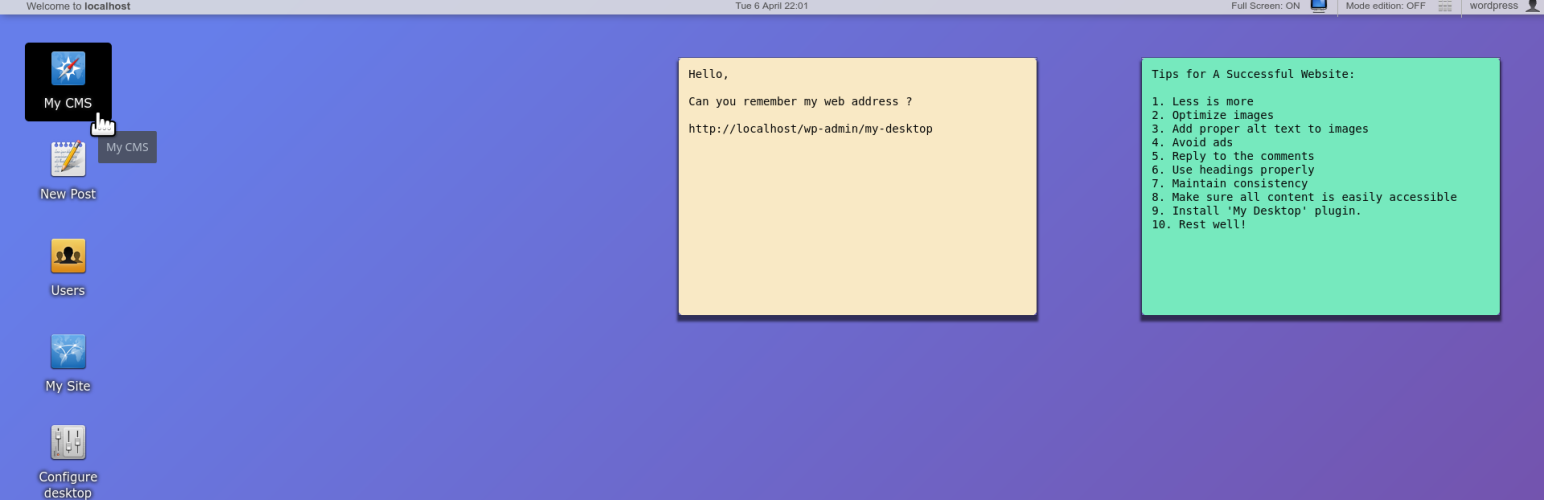 Welcome to localhost
Tue 6 April 22:01
Full Screen: ON
Mode edition: OFF
wordpress
My CMS
My CMS
New Post
Users
My Site
Configure
desktop
Hello,
Can you remember my web address ?
http://localhost/wp-admin/my-desktop
Tips for A Successful Website:
1. Less is more
2. Optimize images
3. Add proper alt text to images
4. Avoid ads
5. Reply to the comments
6. Use headings properly
7. Maintain consistency
8. Make sure all content is easily accessible
9. Install 'My Desktop' plugin.
10. Rest well!